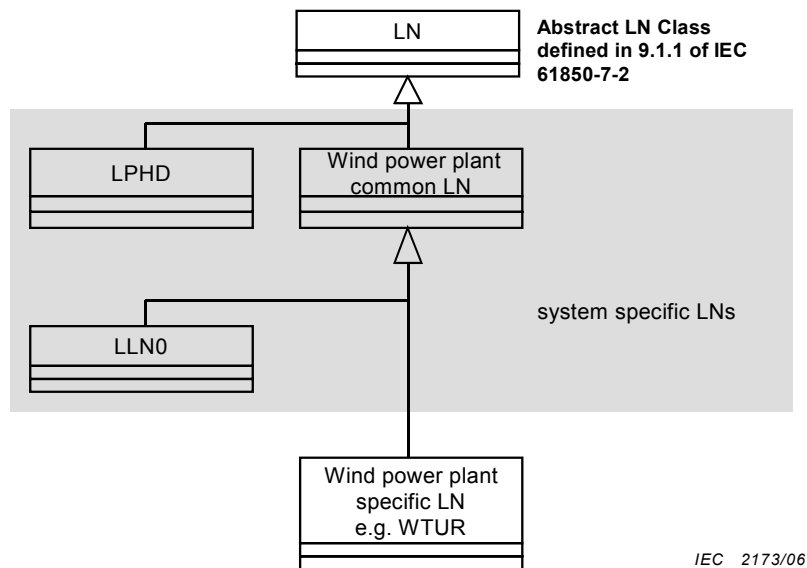 LN
Abstract LN Class
defined in 9.1.1 of IEC
61850-7-2
LPHD
Wind power plant
common LN
system specific LNs
LLN0
Wind power plant
specific LN
e.g. WTUR
IEC 2173/06